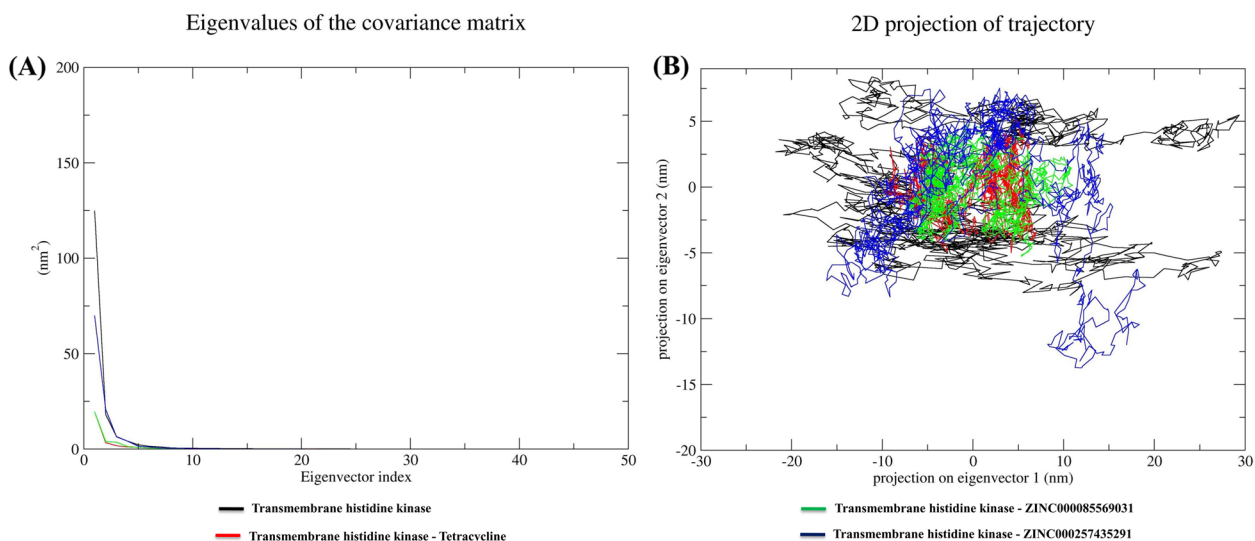 Eigenvalues of the covariance matrix
2D projection of trajectory
(A)
200
150
100
50
0
(nm²)
0 10 20 30 40 50
Eigenvector index
(B)
5
0
-5
-10
-15
-20
projection on eigenvector 2 (nm)
-30 -20 -10 0 10 20 30
projection on eigenvector 1 (nm)
Transmembrane histidine kinase
Transmembrane histidine kinase - Tetracycline
Transmembrane histidine kinase - ZINC000085569031
Transmembrane histidine kinase - ZINC000257435291